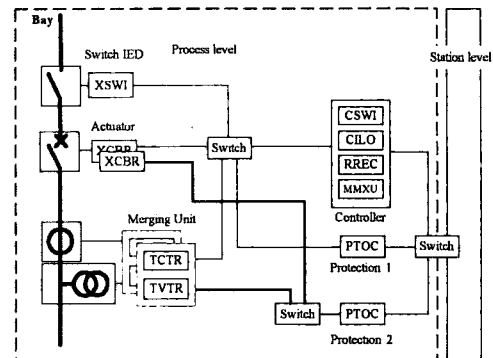 Bay
Switch IED
Process level
Station level
XSWI
CSWI
Actuator
CILO
XCBR
Switch
XCBR
RREC
MMXU
Merging Unit
Controller
TCTR
PTOC
Switch
Protection 1
TVTR
Switch
PTOC
Protection 2